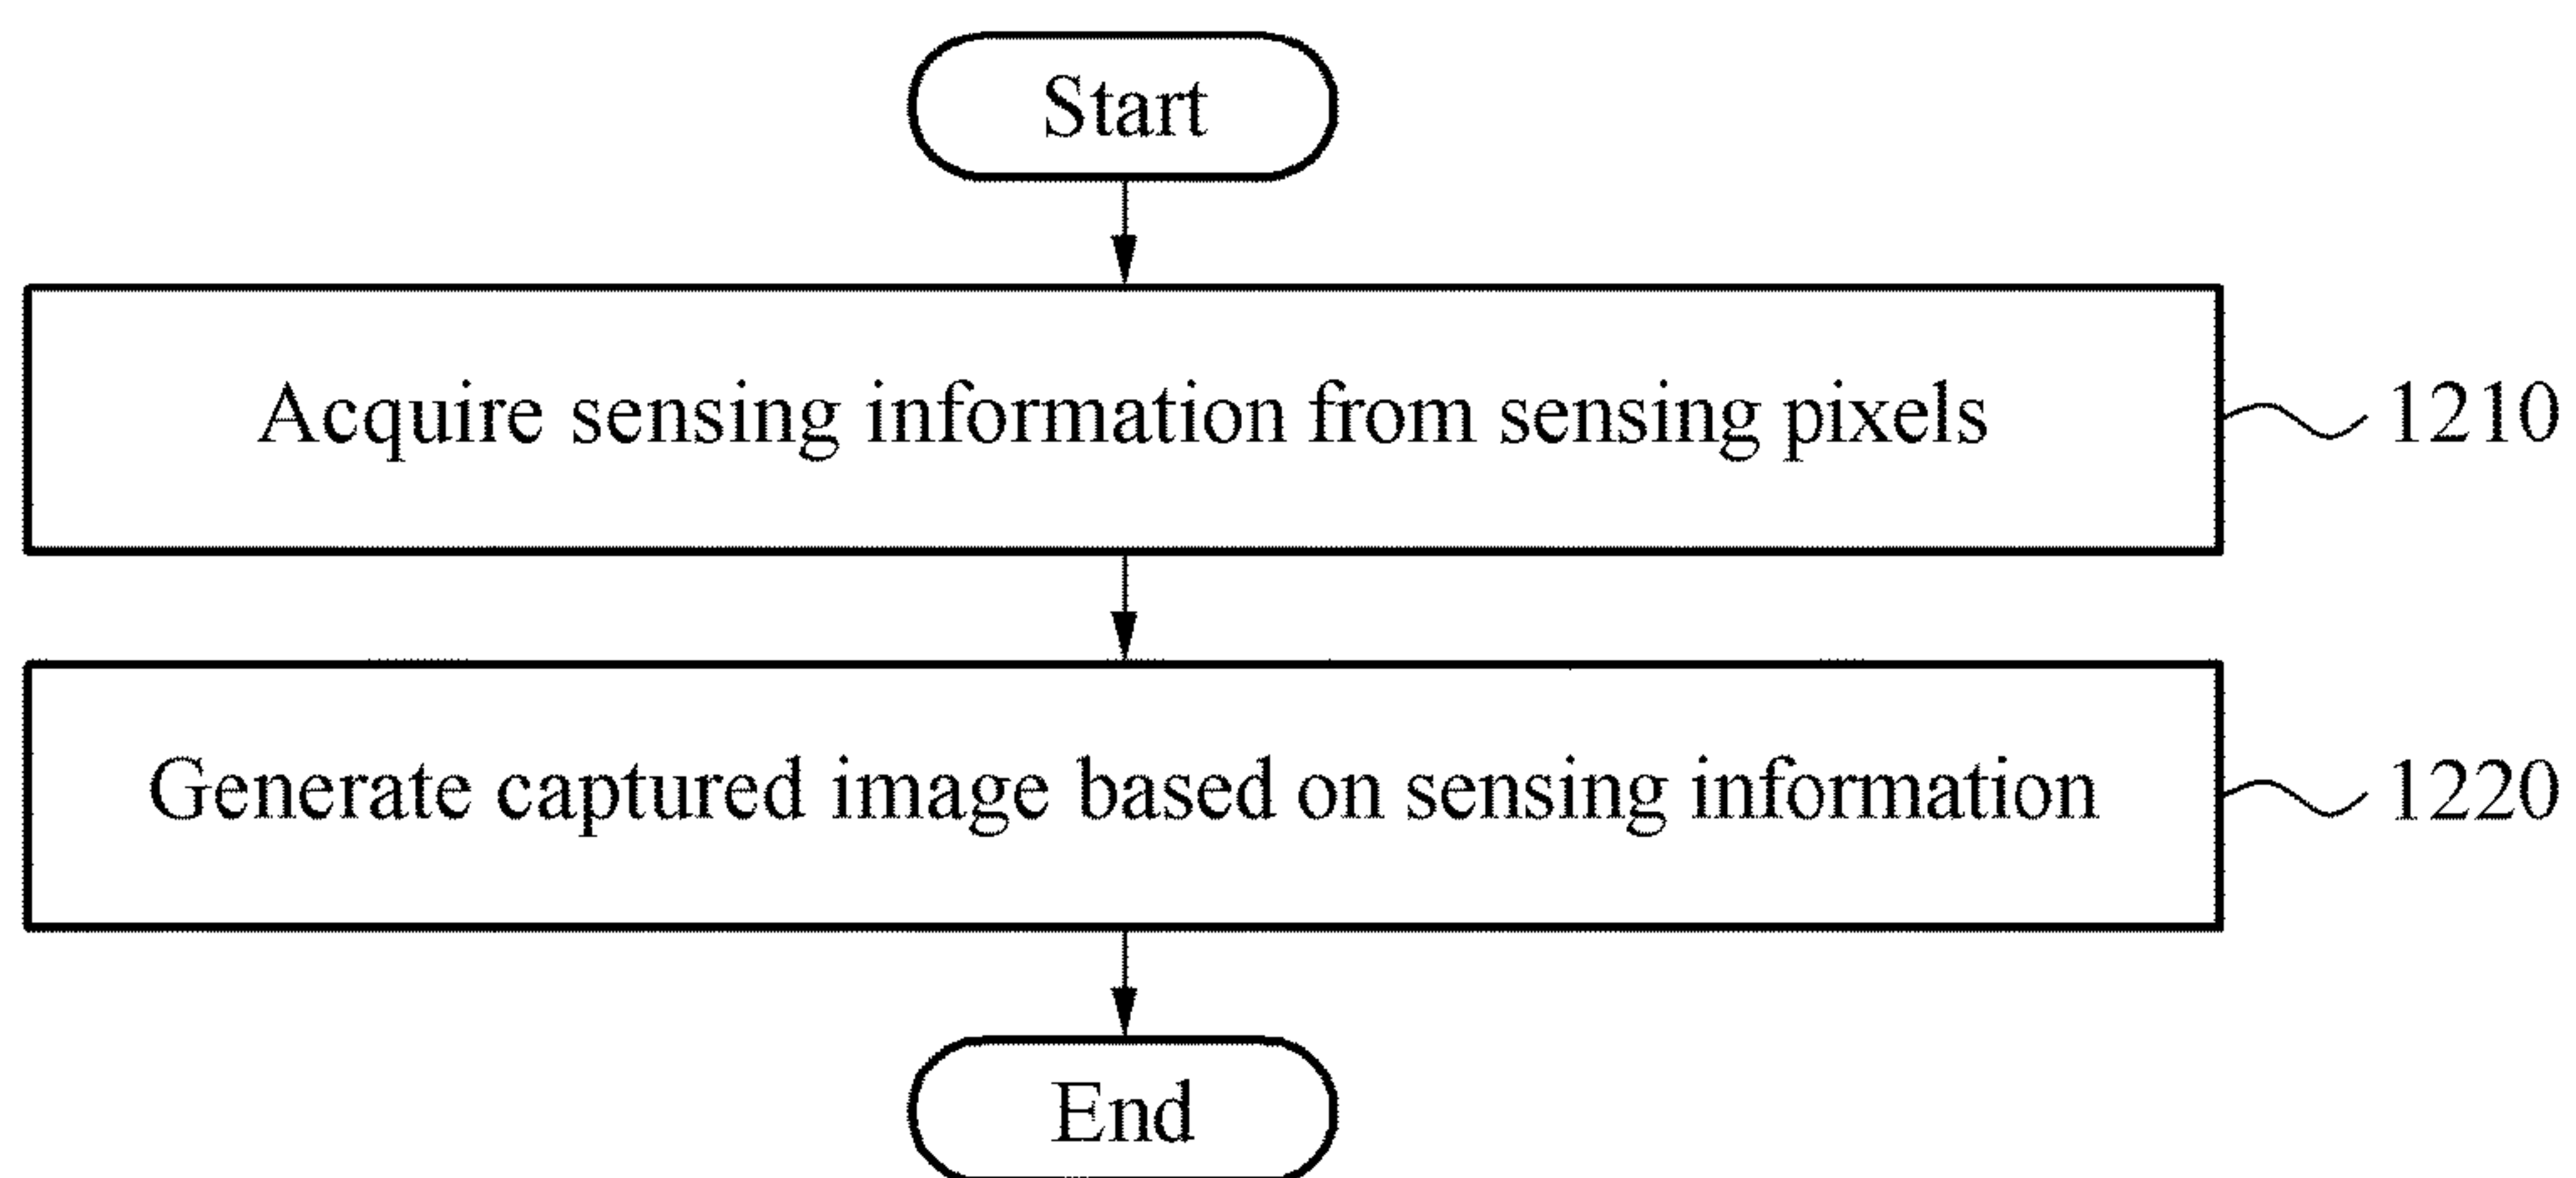 Start
Acquire sensing information from sensing pixels
1210
Generate captured image based on sensing information
1220
End